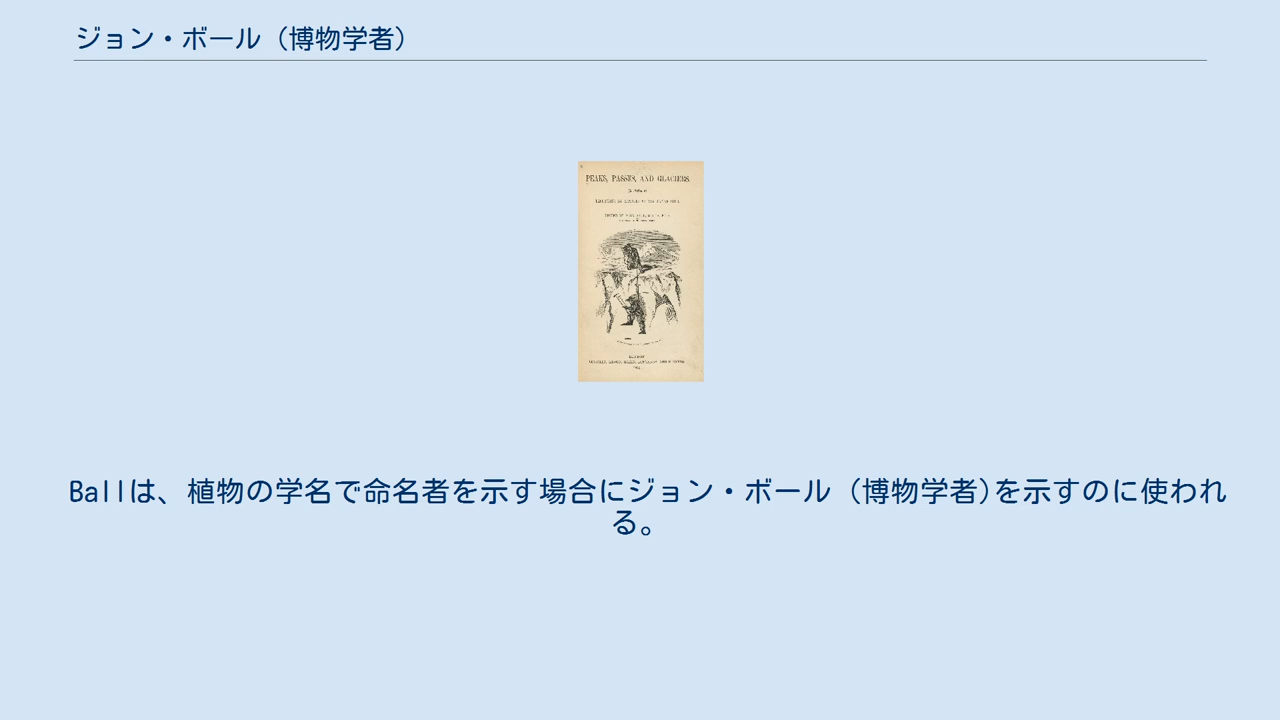 ジョン・ボール（博物学者）
PEAKS, PASSES, AND GLACIERS.
Ballは、植物の学名で命名者を示す場合にジョン・ボール（博物学者)を示すのに使われ
る。